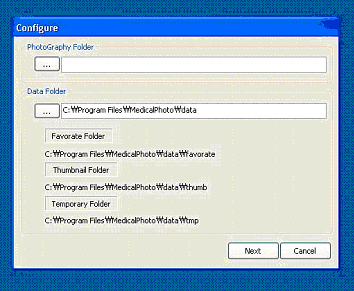 Configure
PhotoGraphy Folder
...
Data Folder
...
C:₩Program Files₩MedicalPhoto₩data
Favorate Folder
C:₩Program Files₩MedicalPhoto₩data₩favorate
Thumbnail Folder
C:₩Program Files₩MedicalPhoto₩data₩thumb
Temporary Folder
C:₩Program Files₩MedicalPhoto₩data₩tmp
Next
Cancel